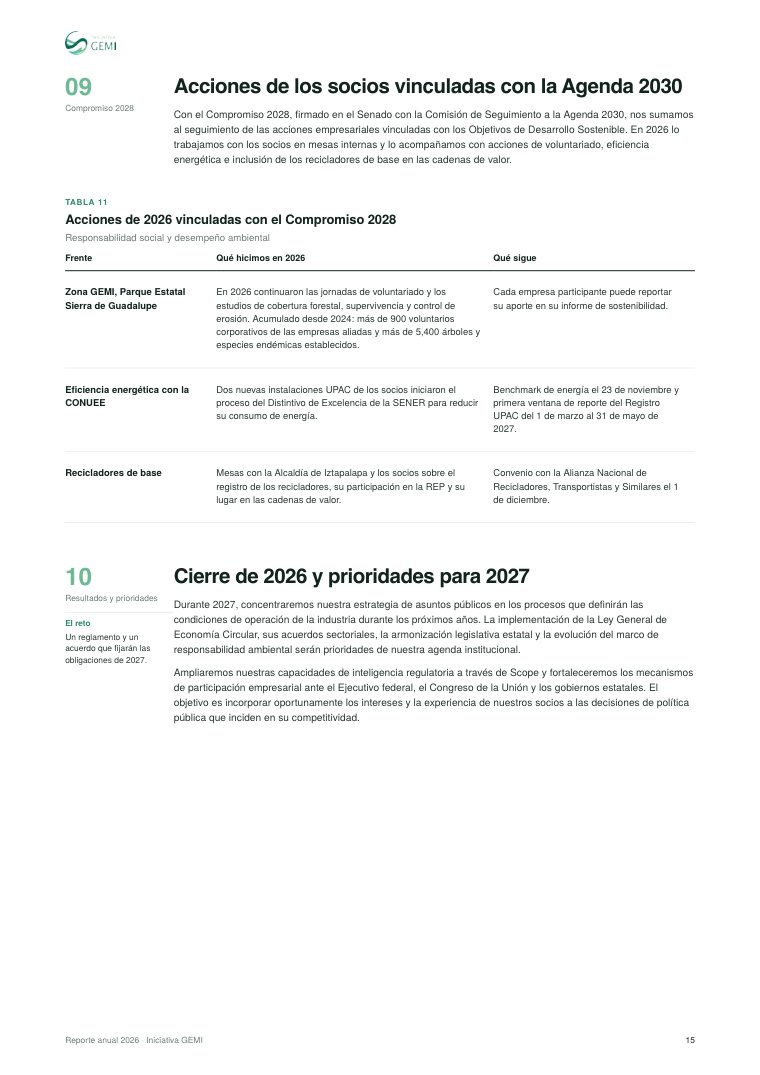 GEMI
09
Compromiso 2028
Acciones de los socios vinculadas con la Agenda 2030
Con el Compromiso 2028, firmado en el Senado con la Comisión de Seguimiento a la Agenda 2030, nos sumamos
al seguimiento de las acciones empresariales vinculadas con los Objetivos de Desarrollo Sostenible. En 2026 lo
trabajamos con los socios en mesas internas y lo acompañamos con acciones de voluntariado, eficiencia
energética e inclusión de los recicladores de base en las cadenas de valor.
TABLA 11
Acciones de 2026 vinculadas con el Compromiso 2028
Responsabilidad social y desempeño ambiental
Frente
Qué hicimos en 2026
Qué sigue
Zona GEMI, Parque Estatal
Sierra de Guadalupe
En 2026 continuaron las jornadas de voluntariado y los
estudios de cobertura forestal, supervivencia y control de
erosión. Acumulado desde 2024: más de 900 voluntarios
corporativos de las empresas aliadas y más de 5,400 árboles y
especies endémicas establecidos.
Cada empresa participante puede reportar
su aporte en su informe de sostenibilidad.
Eficiencia energética con la
CONUEE
Dos nuevas instalaciones UPAC de los socios iniciaron el
proceso del Distintivo de Excelencia de la SENER para reducir
su consumo de energía.
Benchmark de energía el 23 de noviembre y
primera ventana de reporte del Registro
UPAC del 1 de marzo al 31 de mayo de
2027.
Recicladores de base
Mesas con la Alcaldía de Iztapalapa y los socios sobre el
registro de los recicladores, su participación en la REP y su
lugar en las cadenas de valor.
Convenio con la Alianza Nacional de
Recicladores, Transportistas y Similares el 1
de diciembre.
10
Resultados y prioridades
El reto
Un reglamento y un
acuerdo que fijarán las
obligaciones de 2027.
Cierre de 2026 y prioridades para 2027
Durante 2027, concentraremos nuestra estrategia de asuntos públicos en los procesos que definirán las
condiciones de operación de la industria durante los próximos años. La implementación de la Ley General de
Economía Circular, sus acuerdos sectoriales, la armonización legislativa estatal y la evolución del marco de
responsabilidad ambiental serán prioridades de nuestra agenda institucional.
Ampliaremos nuestras capacidades de inteligencia regulatoria a través de Scope y fortaleceremos los mecanismos
de participación empresarial ante el Ejecutivo federal, el Congreso de la Unión y los gobiernos estatales. El
objetivo es incorporar oportunamente los intereses y la experiencia de nuestros socios a las decisiones de política
pública que inciden en su competitividad.
Reporte anual 2026 · Iniciativa GEMI
15